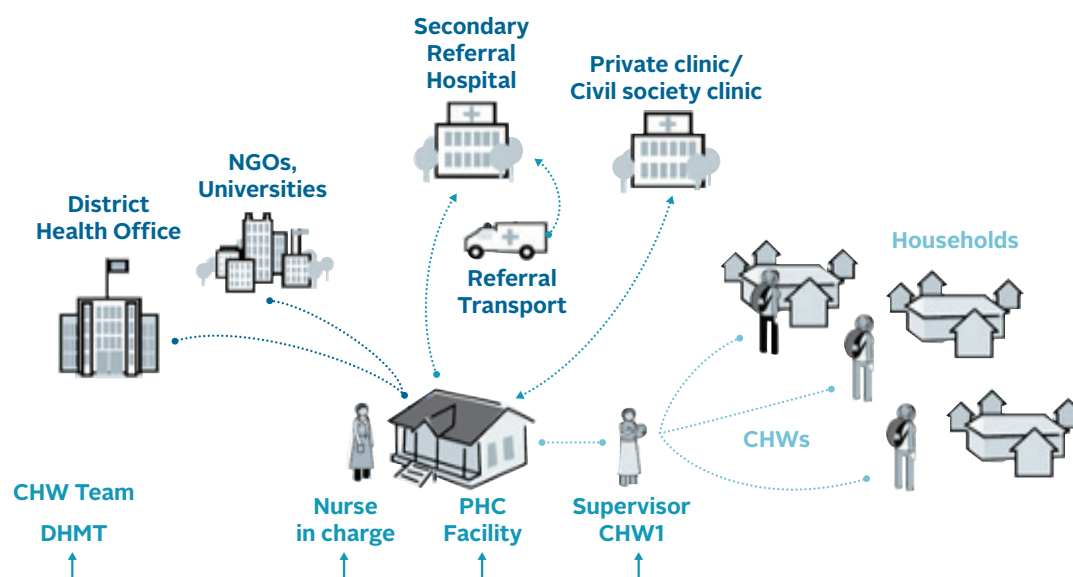 Secondary
Referral
Hospital
Private clinic/
Civil society clinic
NGOs,
Universities
District
Health Office
Referral
Transport
Households
CHWs
CHW Team
DHMT
Nurse
in charge
PHC
Facility
Supervisor
CHW1